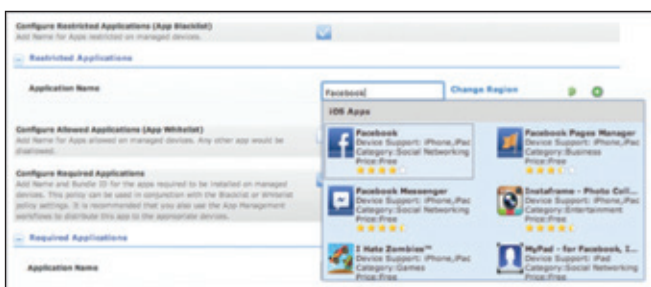 Configure Restricted Applications (App Blacklist)
Add Name for Apps restricted on managed devices.
Restricted Applications
Application Name
Facebook
Change Region
iOS Apps
Facebook
Device Support: iPhone,iPac
Category:Social Networking
Price:Free
Facebook Pages Manager
Device Support: iPhone,iPac
Category:Business
Price:Free
Configure Allowed Applications (App Whitelist)
Add Name for Apps allowed on managed devices. Any other app would be
disallowed.
Configure Required Applications
Add Name and Bundle ID for the apps required to be installed on managed
devices. This policy can be used in conjunction with the Blacklist or Whitelist
policy settings. It is recommended that you also use the App Management
workflows to distribute this app to the appropriate devices.
Facebook Messenger
Device Support: iPhone,iPac
Category:Social Networking
Price:Free
Instaframe - Photo Coll...
Device Support: iPhone,iPac
Category:Entertainment
Price:Free
Required Applications
Application Name
I Hate Zombies™
Device Support: iPhone,iPac
Category:Games
Price:Free
MyPad - for Facebook, I...
Device Support: iPad
Category:Social Networking
Price:Free